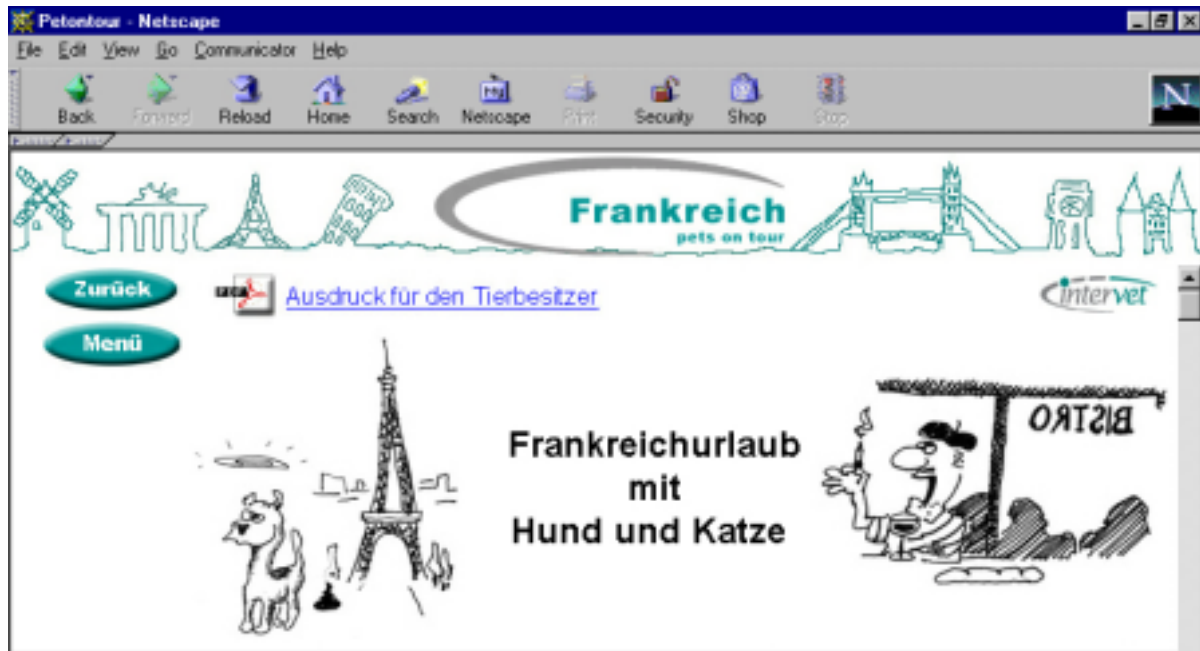 Petontour - Netscape
File Edit View Go Communicator Help
Back Forward Reload Home Search Netscape Print Security Shop Stop
N
Frankreich
pets on tour
Zurück
PDF
Ausdruck für den Tierbesitzer
intervet
Menü
BISTRO
Frankreichurlaub
mit
Hund und Katze